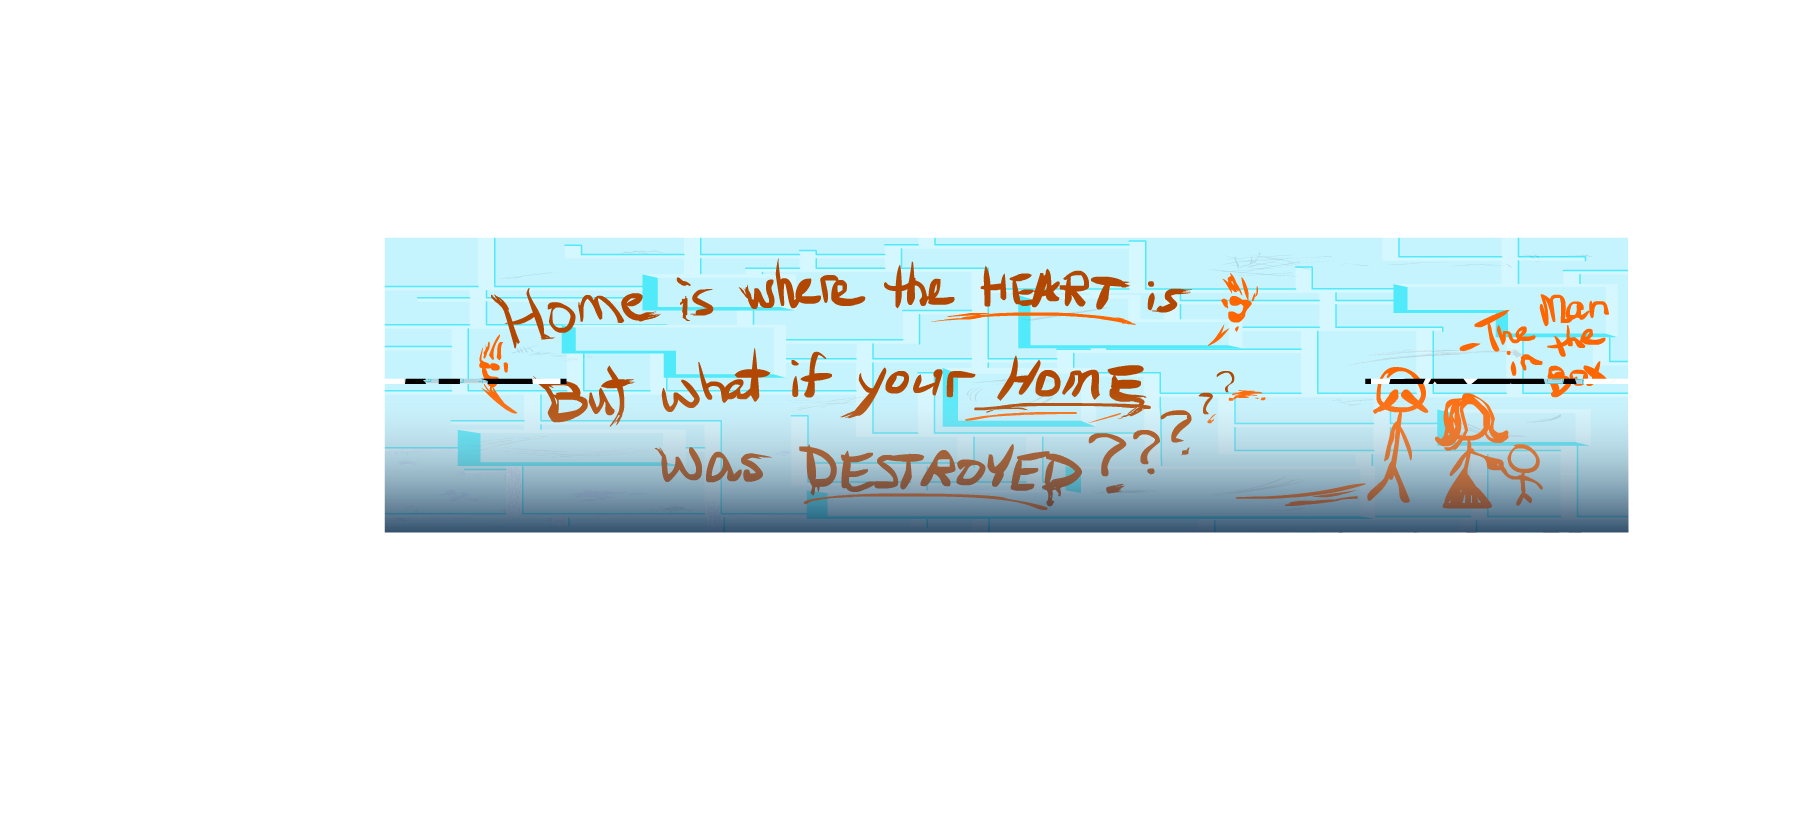 Home is where the HEART is
But what if your HOME
was DESTROYED?????
- The Man
in the
Box